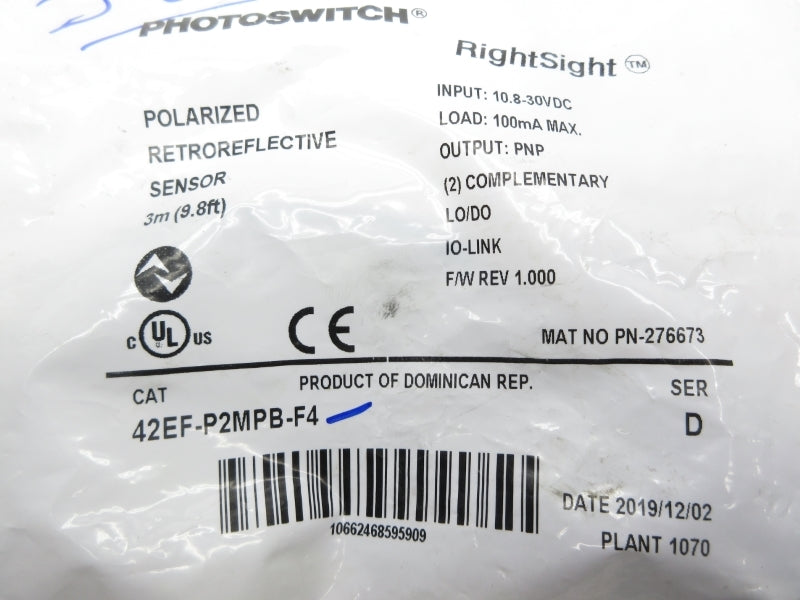 PHOTOSWITCH®
RightSight™
POLARIZED
RETROREFLECTIVE
SENSOR
3m (9.8ft)
INPUT: 10.8-30VDC
LOAD: 100mA MAX.
OUTPUT: PNP
(2) COMPLEMENTARY
LO/DO
IO-LINK
F/W REV 1.000
C UL US
CE
MAT NO PN-276673
CAT
PRODUCT OF DOMINICAN REP.
SER
42EF-P2MPB-F4
D
10662468595909
DATE 2019/12/02
PLANT 1070